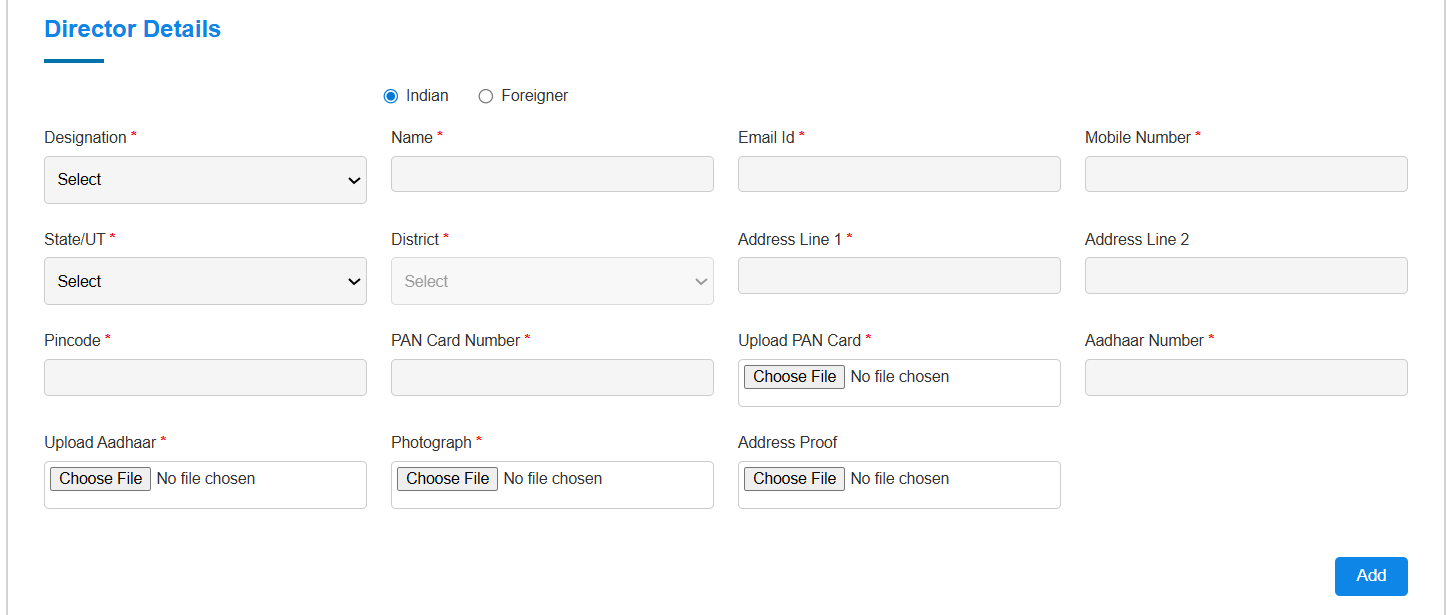 Director Details
Indian Foreigner
Designation * Name * Email Id * Mobile Number *
Select
State/UT * District * Address Line 1 * Address Line 2
Select Select
Pincode * PAN Card Number * Upload PAN Card * Aadhaar Number *
Choose File No file chosen
Upload Aadhaar * Photograph * Address Proof
Choose File No file chosen Choose File No file chosen Choose File No file chosen
Add